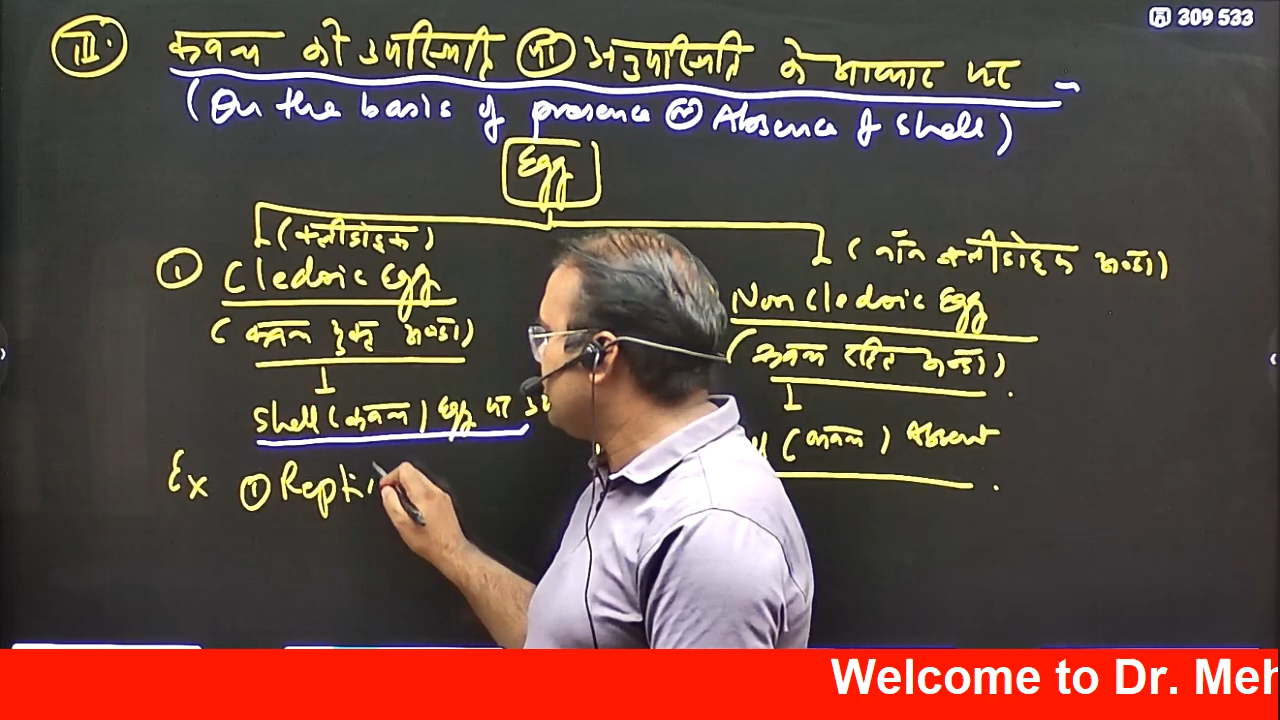 309 533
III. कवच की उपस्थिति या अनुपस्थिति के आधार पर
(On the basis of presence or Absence of shell)
Egg
(क्लीडोइक)
① Cledoic Egg
(कवच युक्त अण्डा)
Shell (कवच) Egg पर
Ex ① Repti
(नॉन क्लीडोइक अण्डा)
Non Cledoic Egg
(कवच रहित अण्डा)
(कवच) Absent
Welcome to Dr. Meh